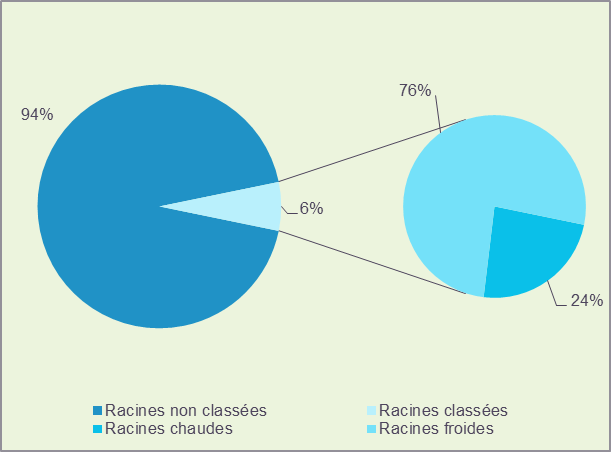 76%
94%
6%
24%
Racines non classées
Racines classées
Racines chaudes
Racines froides